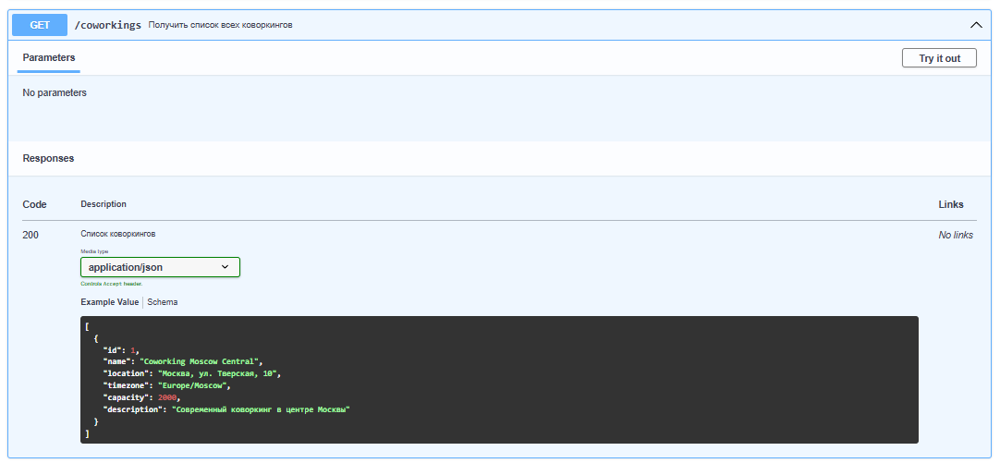 GET /coworkings Получить список всех коворкингов
Parameters Try it out
No parameters
Responses
Code Description Links
200 Список коворкингов No links
Media type
application/json
Controls Accept header.
Example Value Schema
[
  {
    "id": 1,
    "name": "Coworking Moscow Central",
    "location": "Москва, ул. Тверская, 10",
    "timezone": "Europe/Moscow",
    "capacity": 2000,
    "description": "Современный коворкинг в центре Москвы"
  }
]